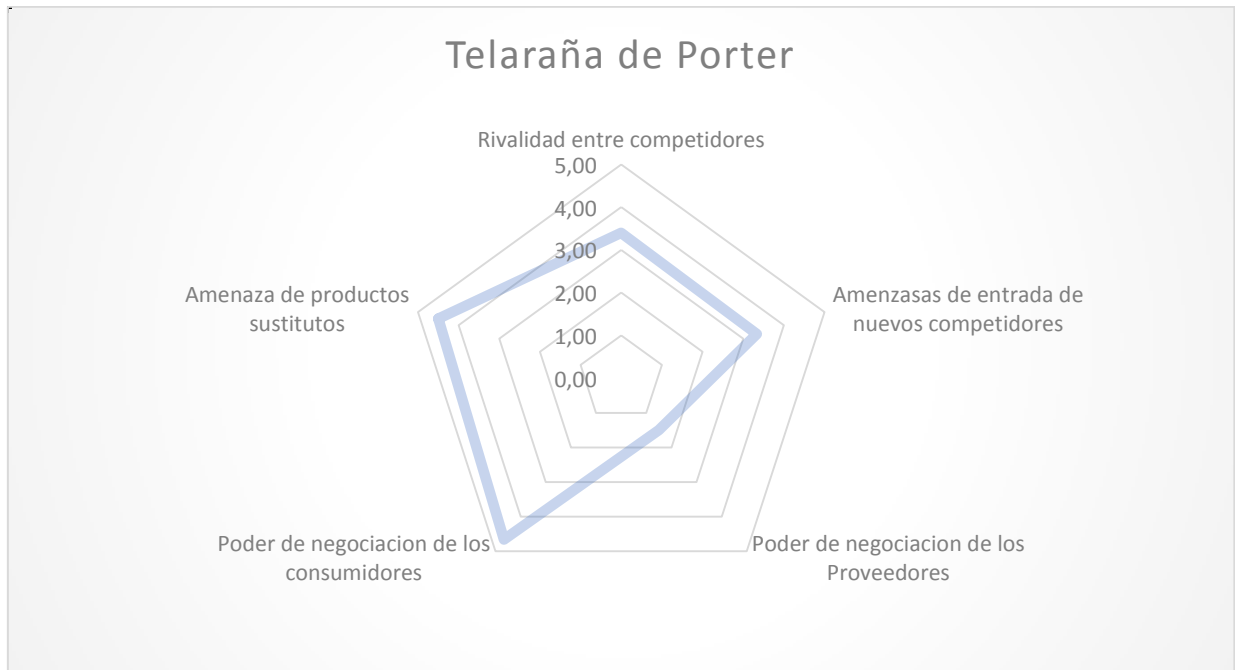 Telaraña de Porter
Rivalidad entre competidores
5,00
4,00
3,00
2,00
1,00
0,00
Amenzasas de entrada de
nuevos competidores
Poder de negociacion de los
Proveedores
Poder de negociacion de los
consumidores
Amenaza de productos
sustitutos